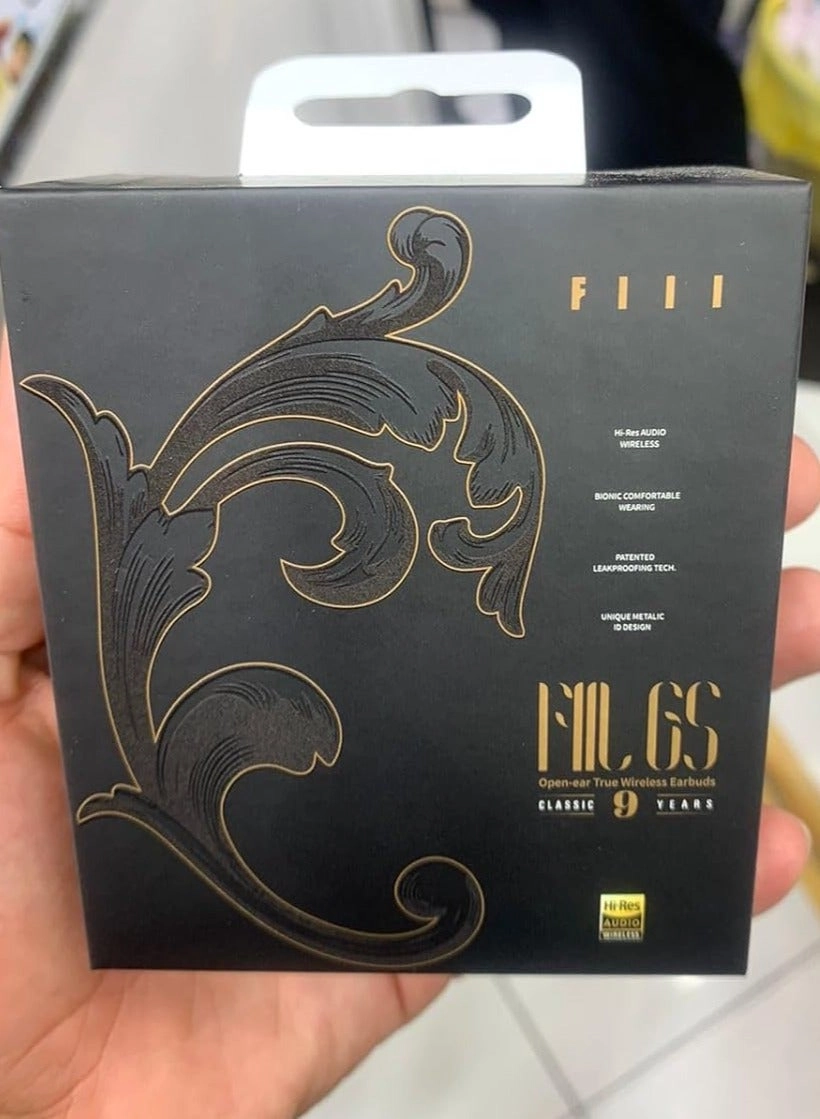 FIII
Hi-Res AUDIO
WIRELESS
BIONIC COMFORTABLE
WEARING
PATENTED
LEAKPROOFING TECH.
UNIQUE METALIC
ID DESIGN
FIIL GS
Open-ear True Wireless Earbuds
CLASSIC 9 YEARS
Hi-Res
AUDIO
WIRELESS